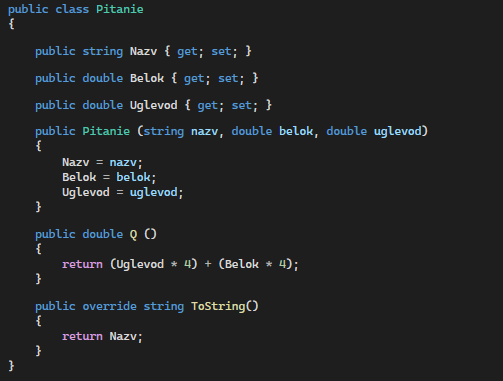 public class Pitanie
{
public string Nazv { get; set; }
public double Belok { get; set; }
public double Uglevod { get; set; }
public Pitanie (string nazv, double belok, double uglevod)
{
Nazv = nazv;
Belok = belok;
Uglevod = uglevod;
}
public double Q ()
{
return (Uglevod * 4) + (Belok * 4);
}
public override string ToString()
{
return Nazv;
}
}